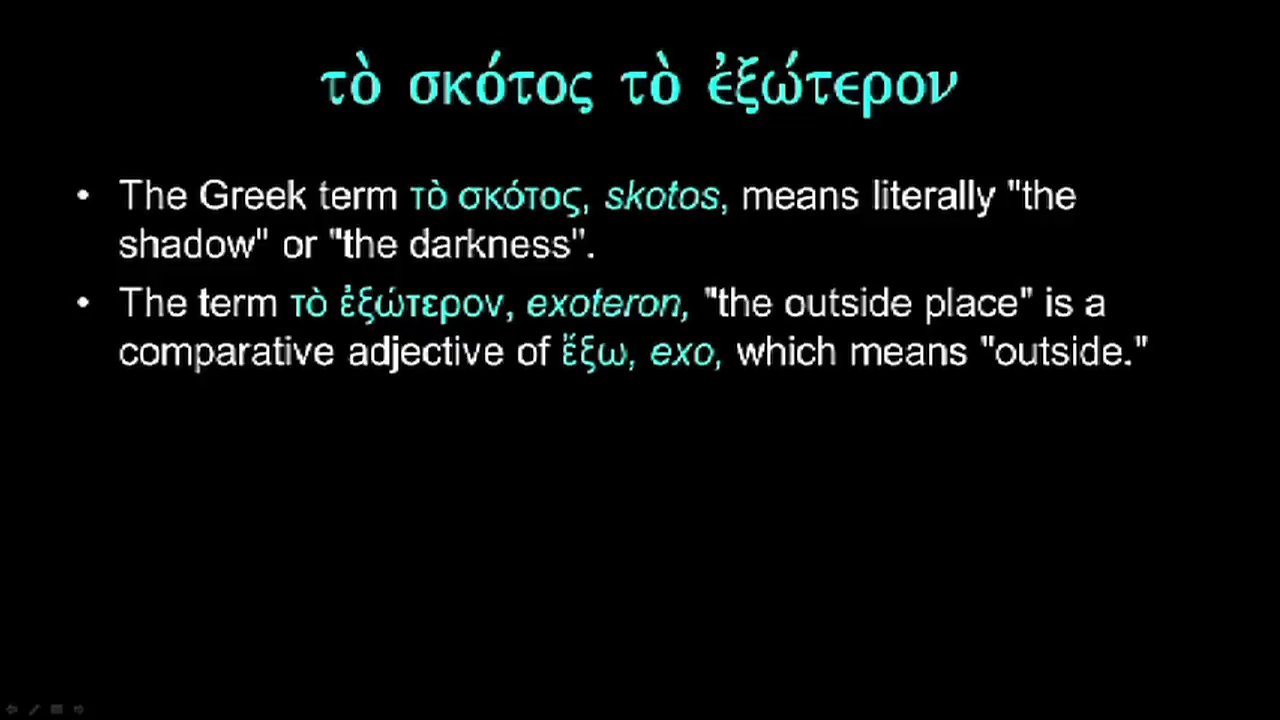 τὸ σκότος τὸ ἐξώτερον
• The Greek term τὸ σκότος, skotos, means literally "the
shadow" or "the darkness".
• The term τὸ ἐξώτερον, exoteron, "the outside place" is a
comparative adjective of ἔξω, exo, which means "outside."